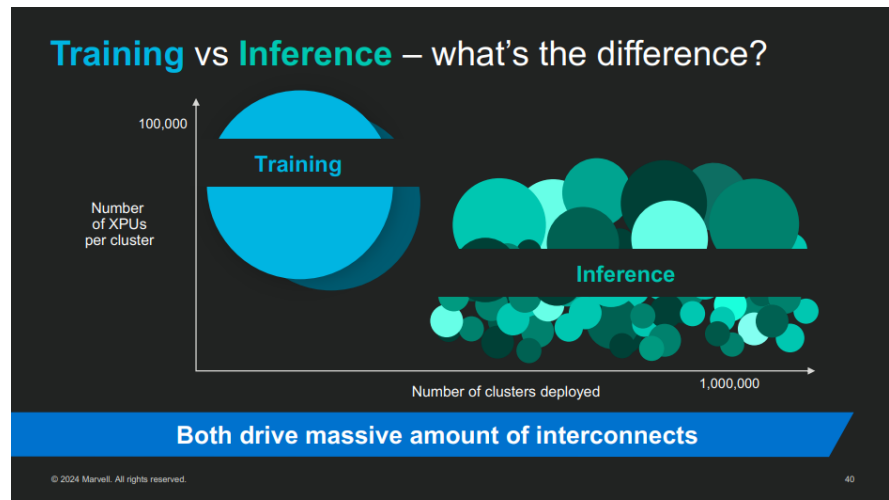 Training vs Inference – what's the difference?
100,000
Training
Number
of XPUs
per cluster
Inference
Number of clusters deployed
1,000,000
Both drive massive amount of interconnects
© 2024 Marvell. All rights reserved.
40